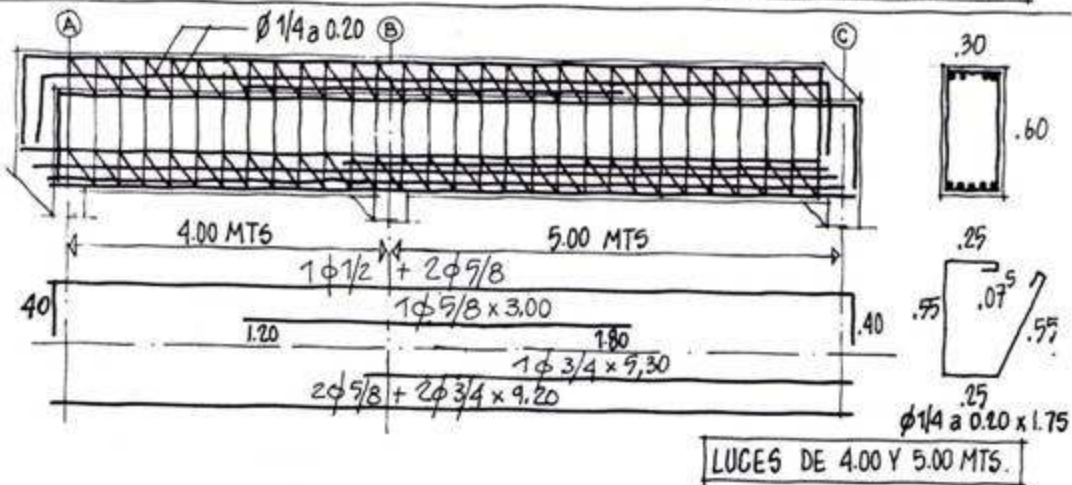 A
Ø 1/4 a 0.20
B
C
.30
.60
4.00 MTS
5.00 MTS
1 ϕ 1/2 + 2 ϕ 5/8
40
1 ϕ 5/8 x 3.00
.40
1.20
1.80
1 ϕ 3/4 x 5,30
2 ϕ 5/8 + 2 ϕ 3/4 x 9.20
.25
.07⁵
.55
.55
.25
Ø 1/4 a 0.20 x 1.75
LUCES DE 4.00 Y 5.00 MTS.